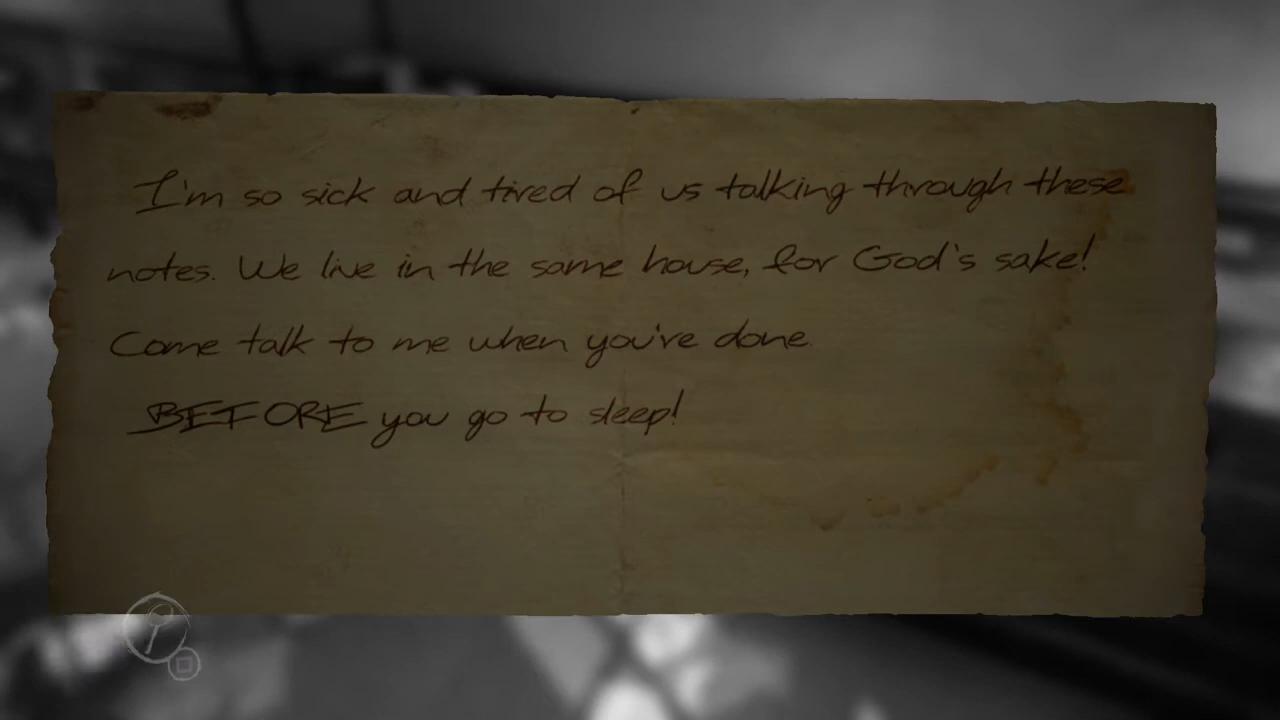 I'm so sick and tired of us talking through these
notes. We live in the same house, for God's sake!
Come talk to me when you're done.
BEFORE you go to sleep!